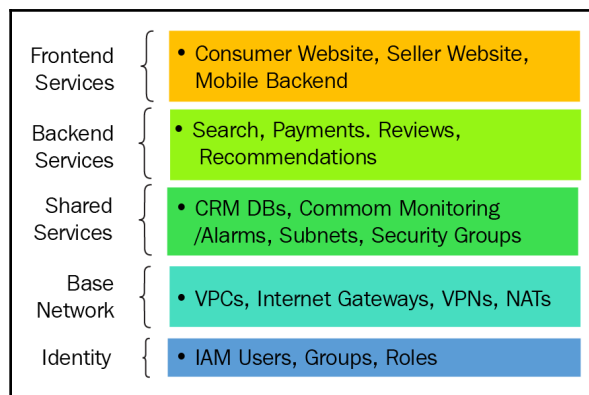 Frontend
Services
• Consumer Website, Seller Website,
Mobile Backend
Backend
Services
• Search, Payments. Reviews,
Recommendations
Shared
Services
• CRM DBs, Commom Monitoring
/Alarms, Subnets, Security Groups
Base
Network
• VPCs, Internet Gateways, VPNs, NATs
Identity
• IAM Users, Groups, Roles